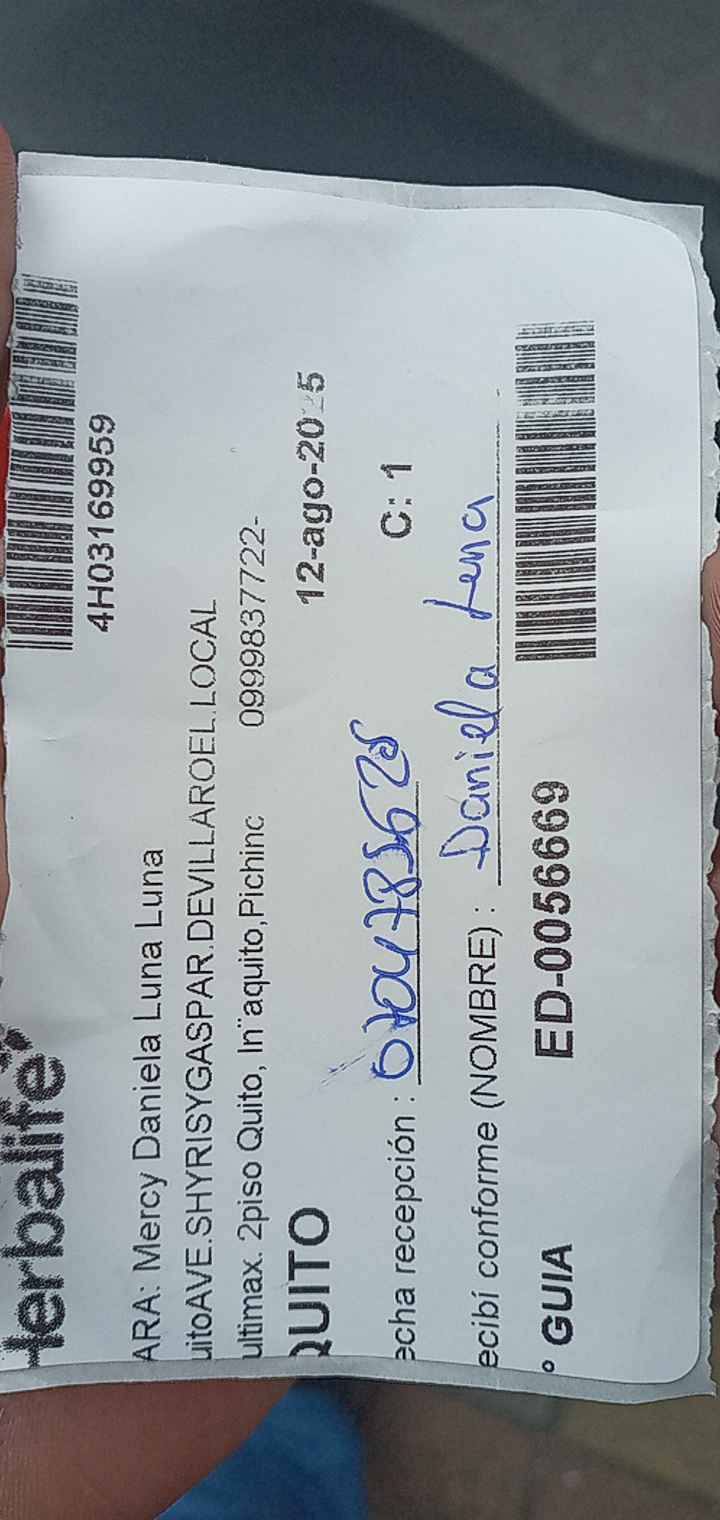 Herbalife
4H03169959
ARA: Mercy Daniela Luna Luna
uitoAVE.SHYRISYGASPAR.DEVILLAROEL.LOCAL
ultimax. 2piso Quito, In¨aquito,Pichinc 0999837722-
QUITO 12-ago-2025
echa recepción : C: 1
ecibí conforme (NOMBRE) : Daniela Luna
° GUIA ED-0056669